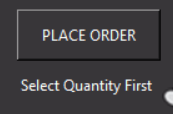 PLACE ORDER
Select Quantity First